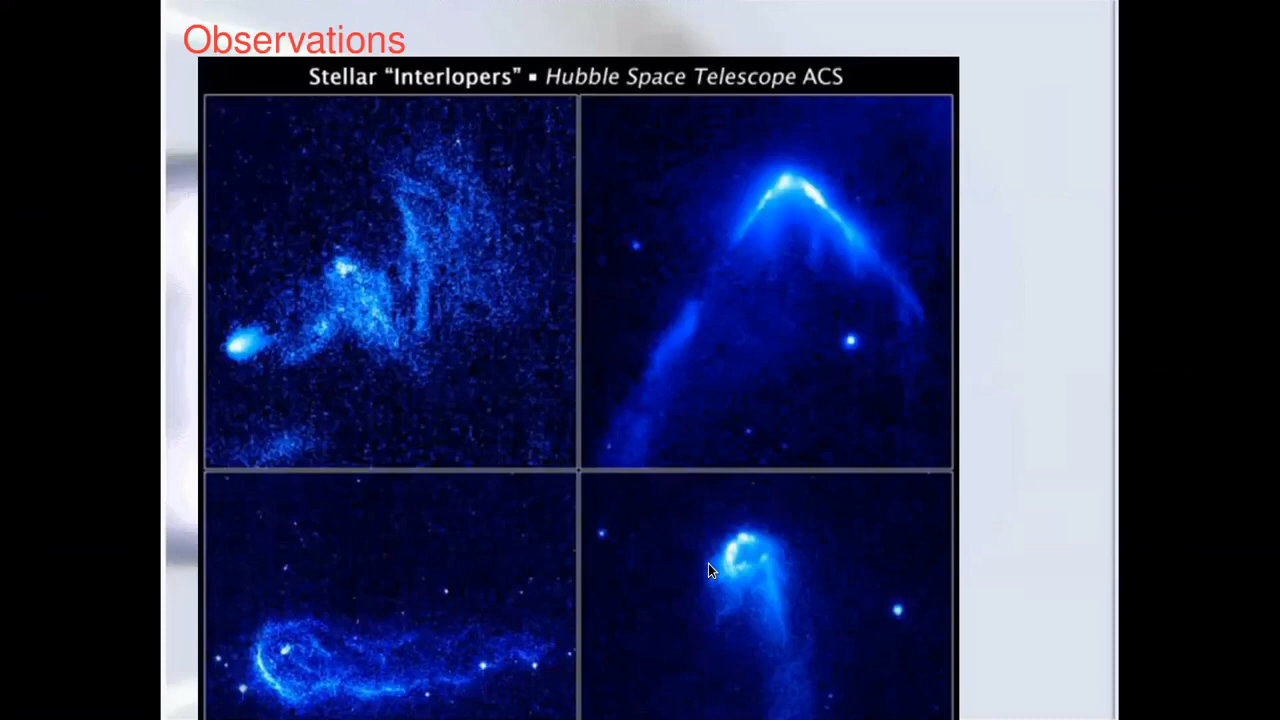 Observations
Stellar “Interlopers” ▪ Hubble Space Telescope ACS